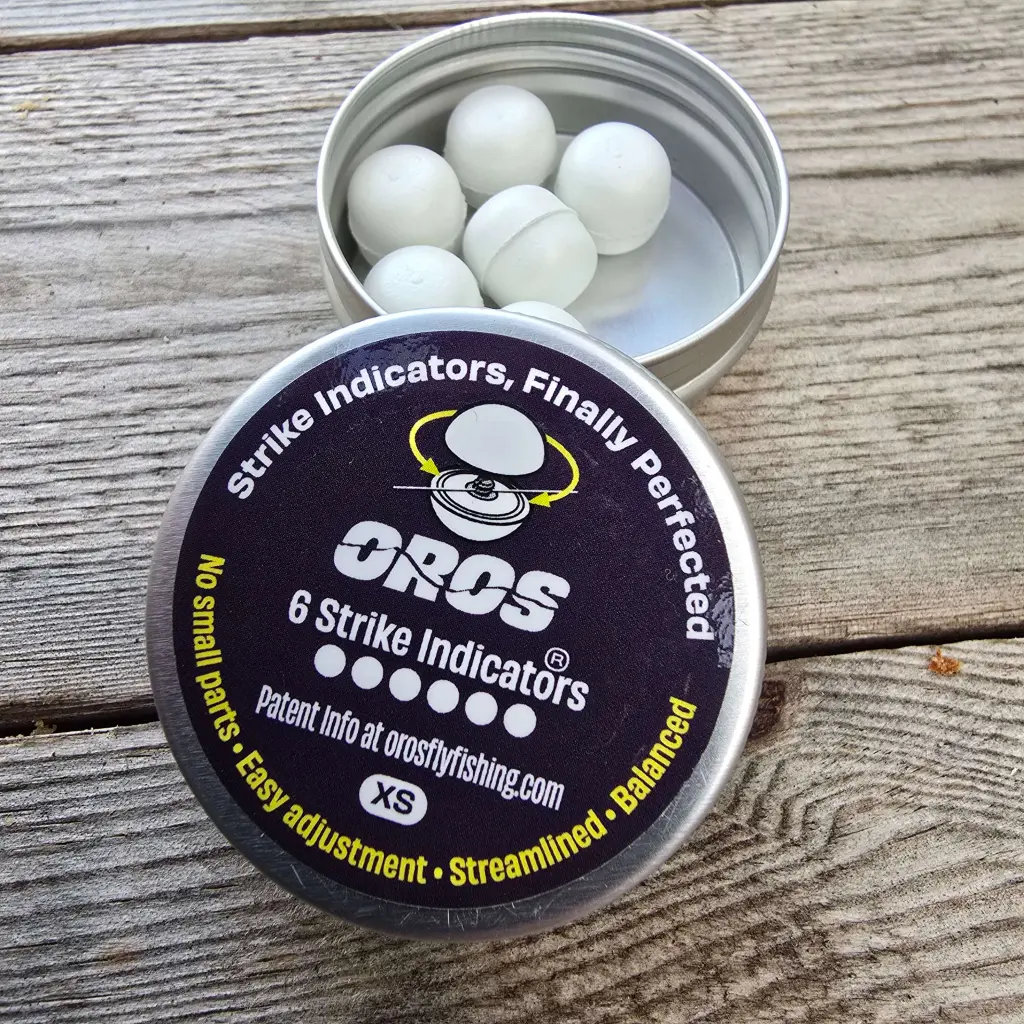 Strike Indicators, Finally Perfected
OROS
6 Strike Indicators®
Patent Info at orosflyfishing.com
XS
No small parts • Easy adjustment • Streamlined • Balanced